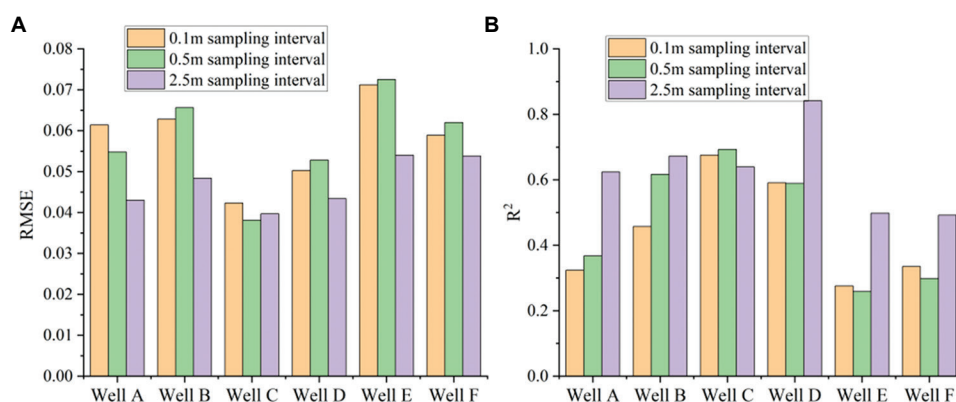 A
0.1m sampling interval
0.5m sampling interval
2.5m sampling interval
RMSE
0.08
0.07
0.06
0.05
0.04
0.03
0.02
0.01
0.00
Well A Well B Well C Well D Well E Well F
B
0.1m sampling interval
0.5m sampling interval
2.5m sampling interval
R²
1.0
0.8
0.6
0.4
0.2
0.0
Well A Well B Well C Well D Well E Well F